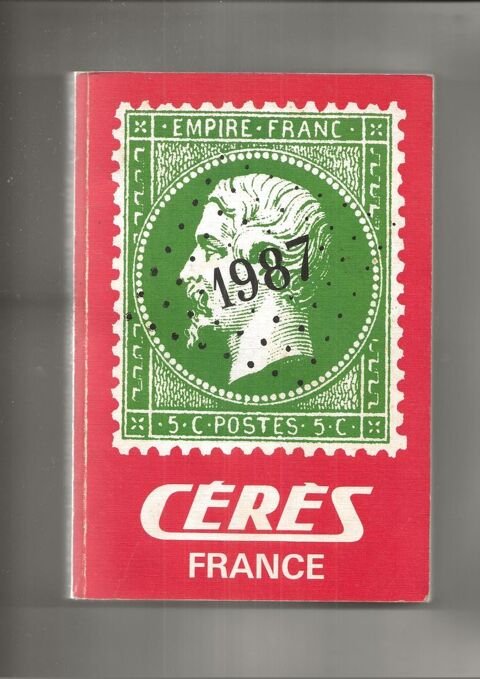 EMPIRE · FRANC ·
1987
· 5 · C · POSTES · 5 · C ·
CÉRÈS
FRANCE